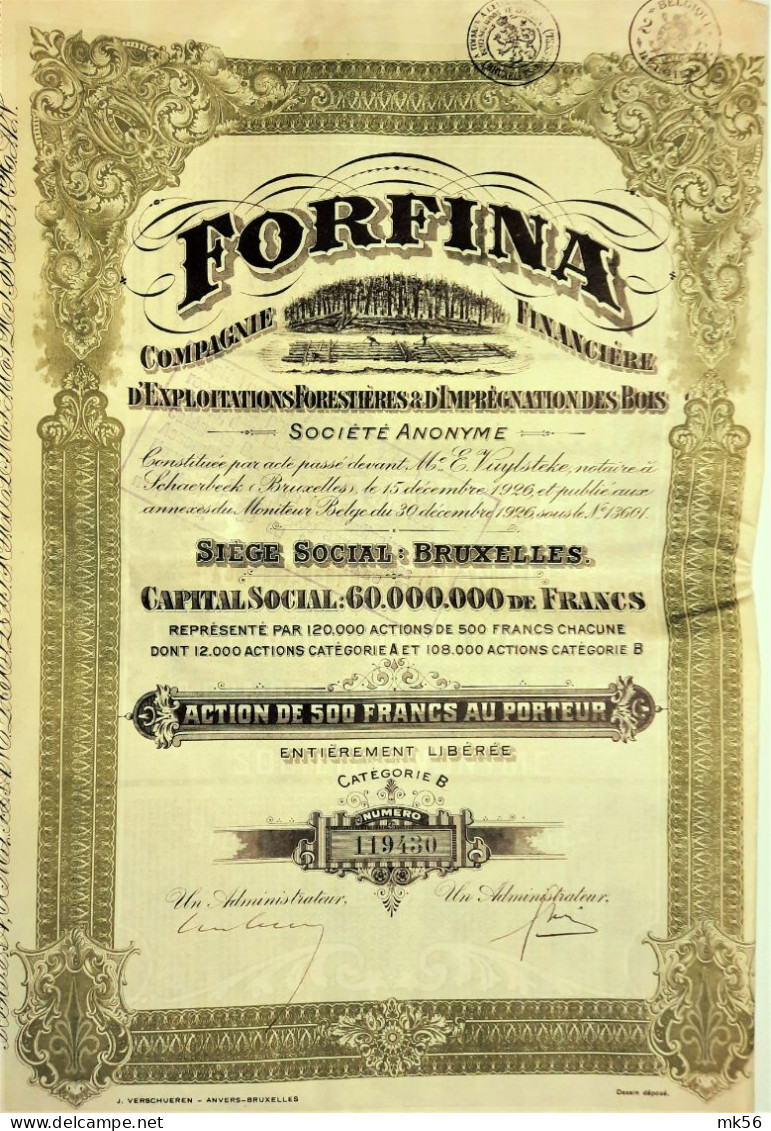 FORFINA
COMPAGNIE FINANCIÈRE
D'EXPLOITATIONS FORESTIÈRES & D'IMPRÉGNATION DES BOIS
SOCIÉTÉ ANONYME
Constituée par acte passé devant Me E. Vuylsteke, notaire à
Schaerbeek (Bruxelles), le 15 décembre 1926, et publié aux
annexes du Moniteur Belge du 30 décembre 1926, sous le No 13601.
SIÈGE SOCIAL: BRUXELLES.
CAPITAL SOCIAL: 60.000.000 DE FRANCS
REPRÉSENTÉ PAR 120.000 ACTIONS DE 500 FRANCS CHACUNE
DONT 12.000 ACTIONS CATÉGORIE A ET 108.000 ACTIONS CATÉGORIE B
ACTION DE 500 FRANCS AU PORTEUR
ENTIÈREMENT LIBÉRÉE
CATÉGORIE B
NUMÉRO
119430
Un Administrateur, Un Administrateur,
J. VERSCHUEREN - ANVERS-BRUXELLES Dessin déposé.
mk56